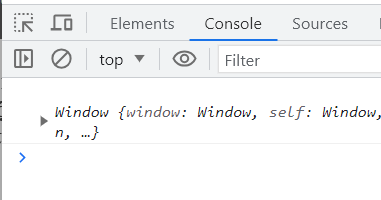 Elements Console Sources
top Filter
Window {window: Window, self: Window,
n, …}